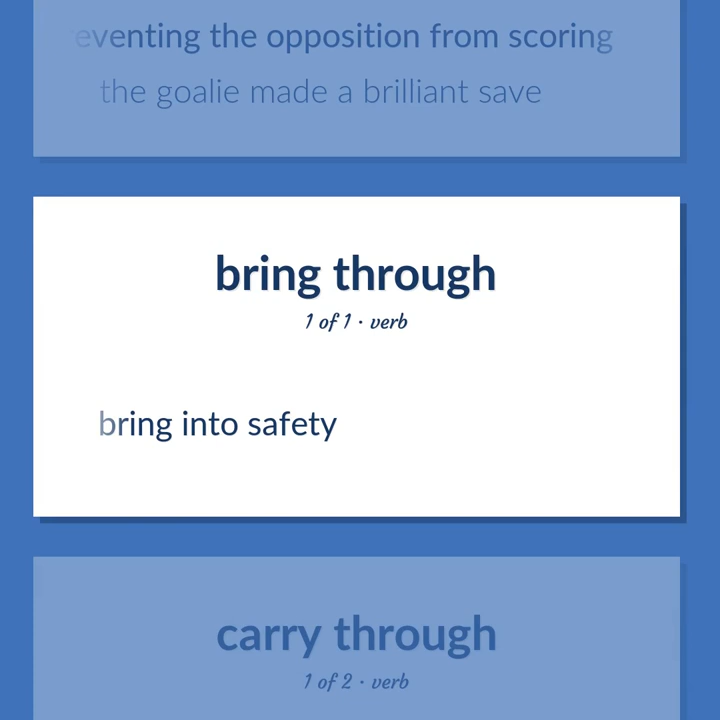 eventing the opposition from scoring
the goalie made a brilliant save
bring through
1 of 1 · verb
bring into safety
carry through
1 of 2 · verb